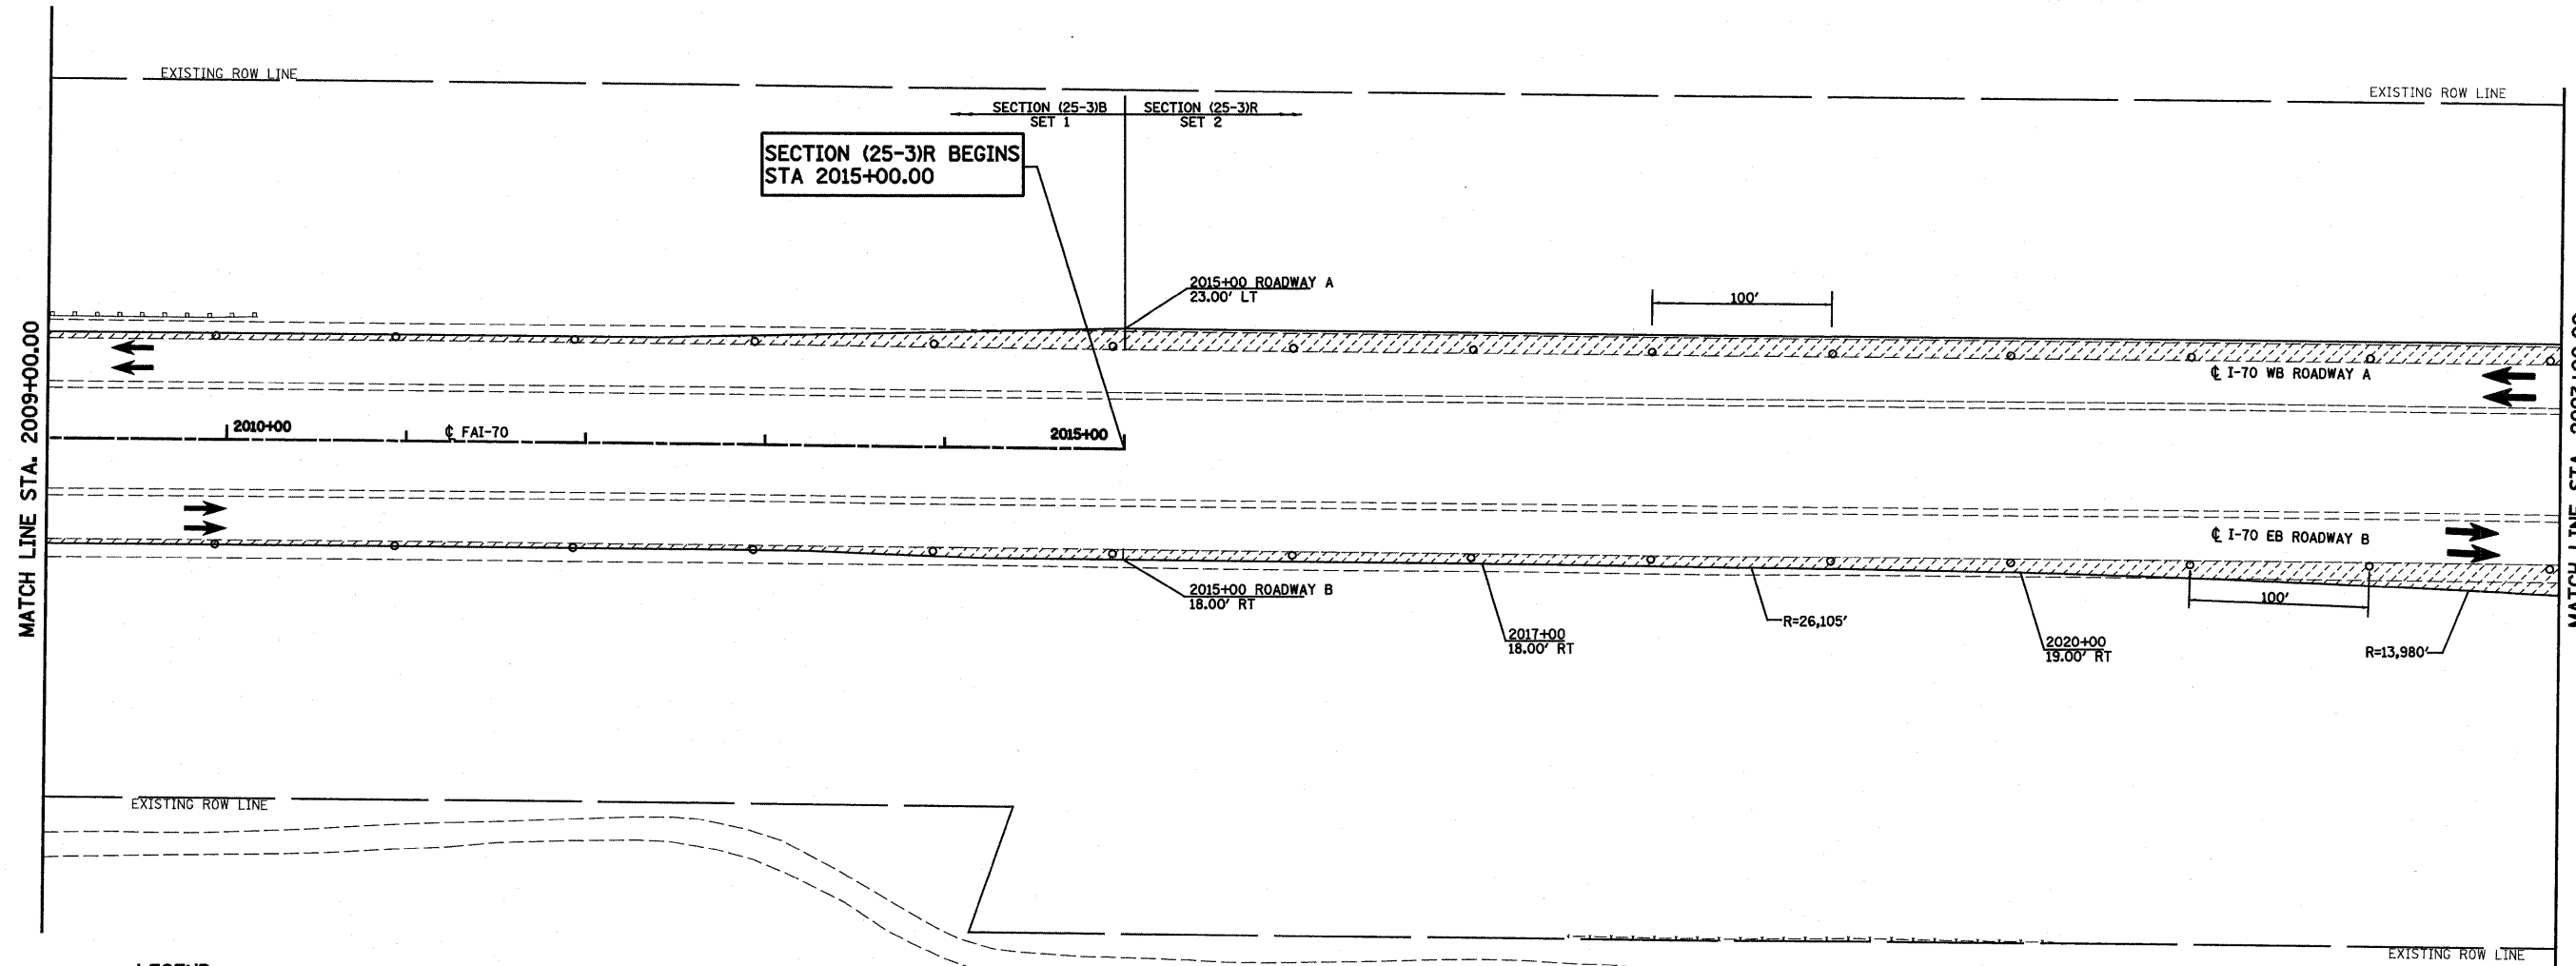 EXISTING ROW LINE
EXISTING ROW LINE
SECTION (25-3)B
SET 1
SECTION (25-3)R
SET 2
SECTION (25-3)R BEGINS
STA 2015+00.00
2015+00 ROADWAY A
23.00' LT
100'
MATCH LINE STA. 2009+00.00
℄ I-70 WB ROADWAY A
2010+00
℄ FAI-70
2015+00
℄ I-70 EB ROADWAY B
2015+00 ROADWAY B
18.00' RT
100'
R=26,105'
2017+00
18.00' RT
2020+00
19.00' RT
R=13,980'
MATCH LINE STA.
EXISTING ROW LINE
EXISTING ROW LINE